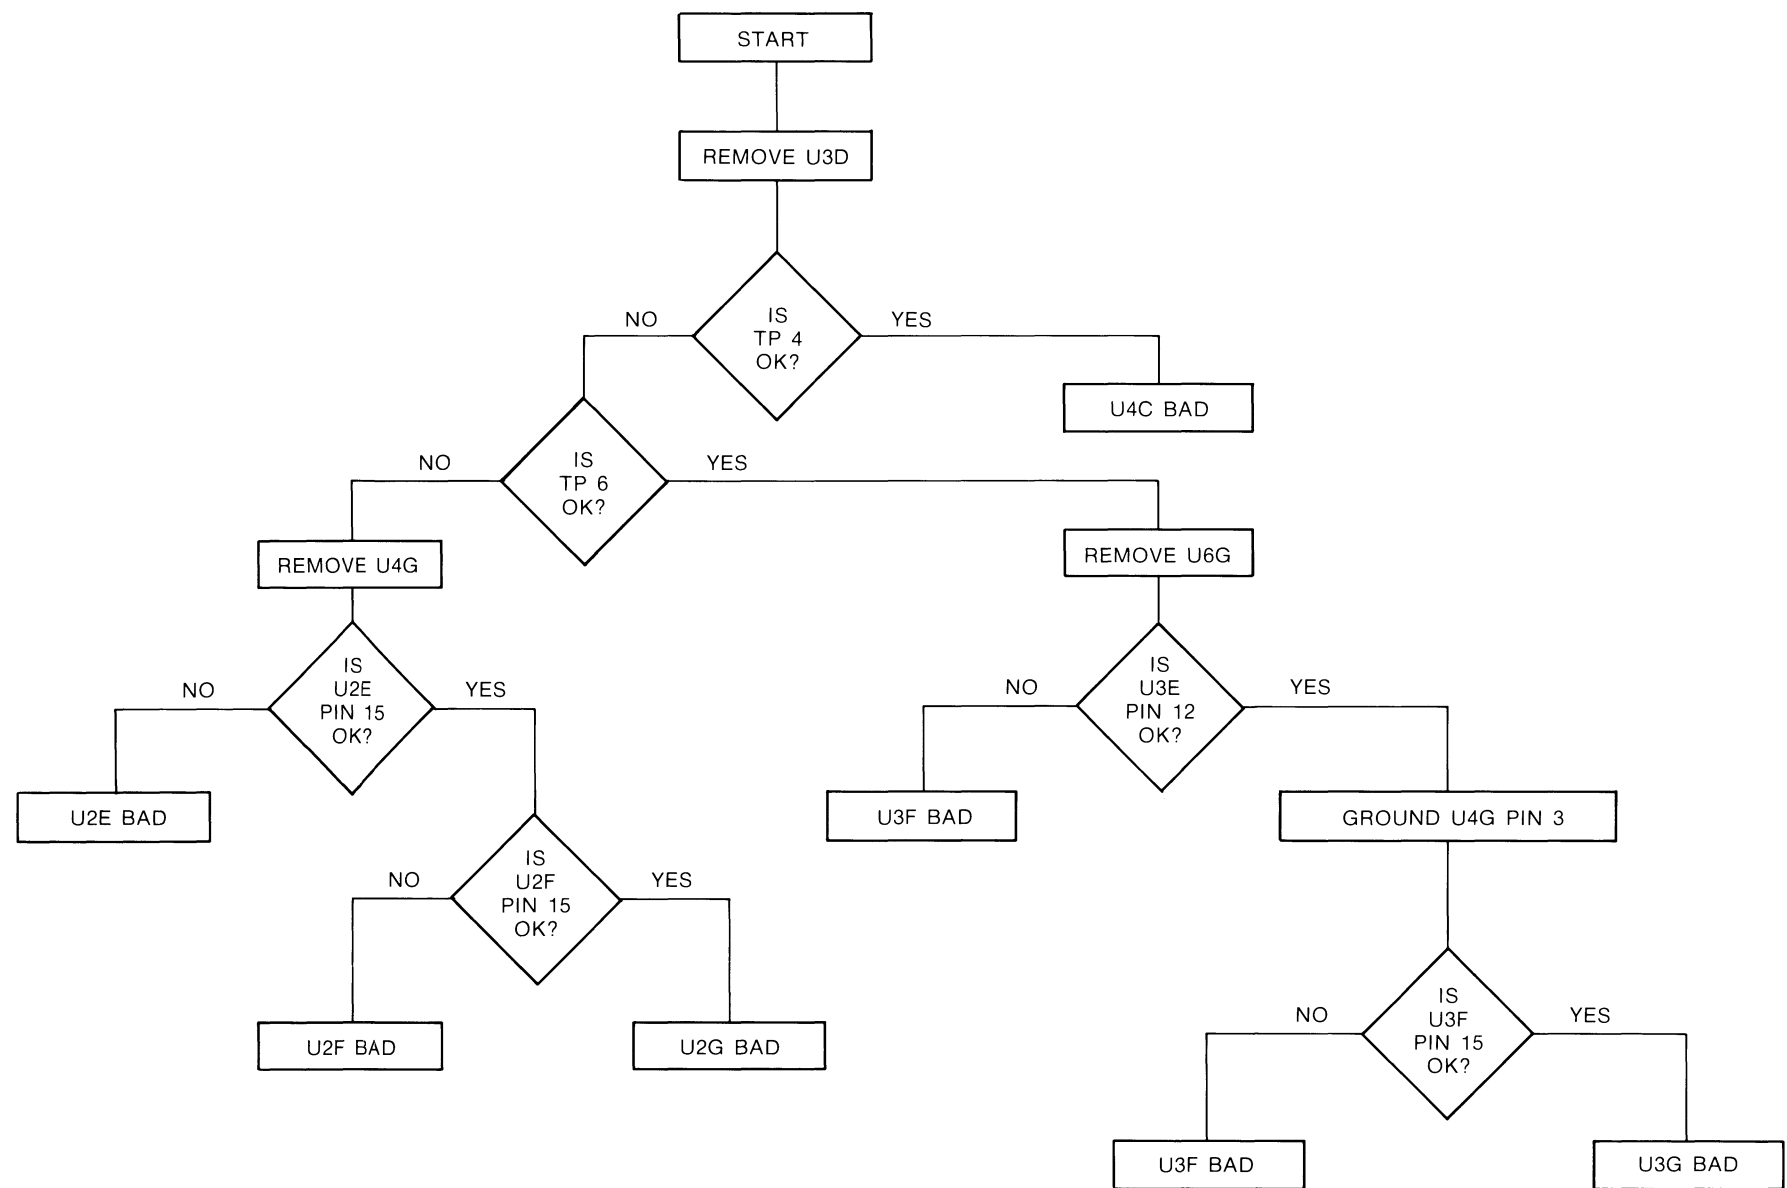 START
REMOVE U3D
NO
YES
IS
TP 4
OK?
U4C BAD
NO
YES
IS
TP 6
OK?
REMOVE U4G
REMOVE U6G
NO
YES
IS
U2E
PIN 15
OK?
NO
YES
IS
U3E
PIN 12
OK?
U2E BAD
U3F BAD
GROUND U4G PIN 3
NO
YES
IS
U2F
PIN 15
OK?
NO
YES
IS
U3F
PIN 15
OK?
U2F BAD
U2G BAD
U3F BAD
U3G BAD